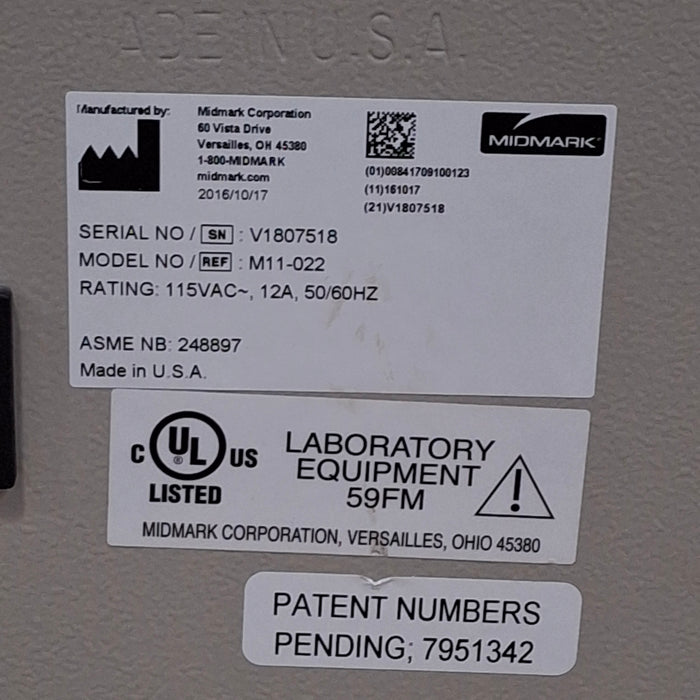 ADE IN U.S.A.
Manufactured by:
Midmark Corporation
60 Vista Drive
Versailles, OH 45380
1-800-MIDMARK
midmark.com
2016/10/17
(01)00841709100123
(11)161017
(21)V1807518
MIDMARK
SERIAL NO / SN : V1807518
MODEL NO / REF : M11-022
RATING: 115VAC~, 12A, 50/60HZ
ASME NB: 248897
Made in U.S.A.
C UL ® US
LISTED
LABORATORY
EQUIPMENT
59FM
!
MIDMARK CORPORATION, VERSAILLES, OHIO 45380
PATENT NUMBERS
PENDING; 7951342